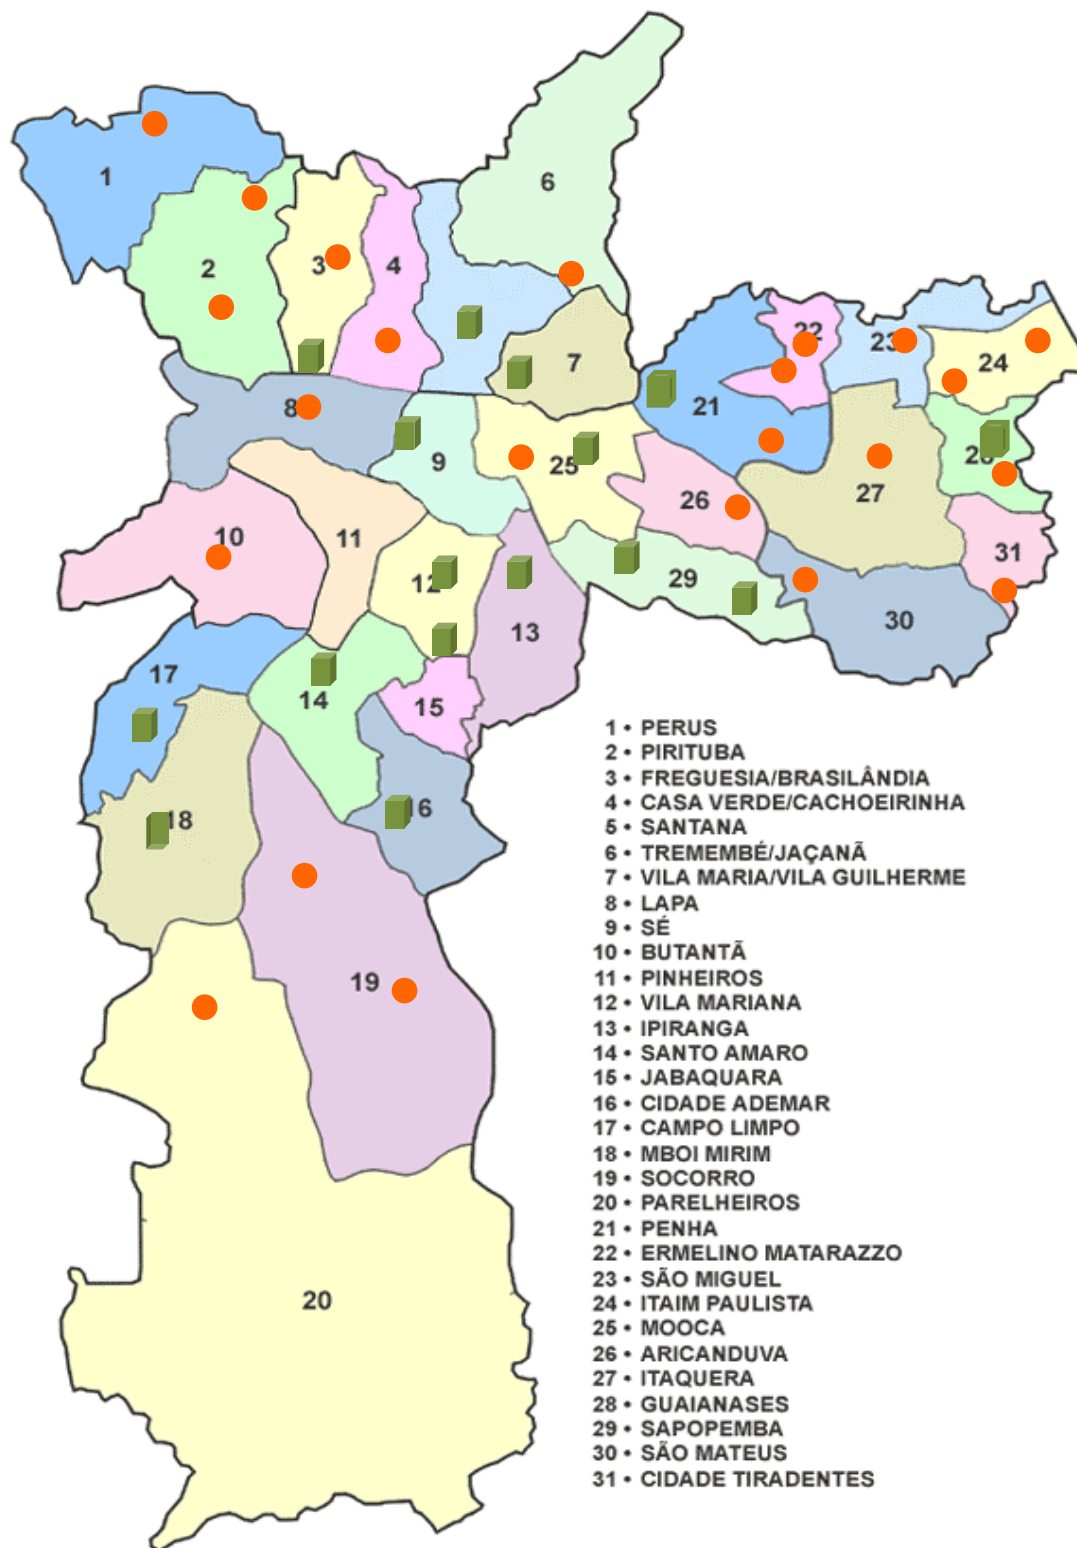 1
6
2
3
4
7
22
23
24
21
8
9
25
28
26
27
10
11
12
29
31
13
30
17
14
15
18
16
19
20
1 • PERUS
2 • PIRITUBA
3 • FREGUESIA/BRASILÂNDIA
4 • CASA VERDE/CACHOEIRINHA
5 • SANTANA
6 • TREMEMBÉ/JAÇANÃ
7 • VILA MARIA/VILA GUILHERME
8 • LAPA
9 • SÉ
10 • BUTANTÃ
11 • PINHEIROS
12 • VILA MARIANA
13 • IPIRANGA
14 • SANTO AMARO
15 • JABAQUARA
16 • CIDADE ADEMAR
17 • CAMPO LIMPO
18 • MBOI MIRIM
19 • SOCORRO
20 • PARELHEIROS
21 • PENHA
22 • ERMELINO MATARAZZO
23 • SÃO MIGUEL
24 • ITAIM PAULISTA
25 • MOOCA
26 • ARICANDUVA
27 • ITAQUERA
28 • GUAIANASES
29 • SAPOPEMBA
30 • SÃO MATEUS
31 • CIDADE TIRADENTES